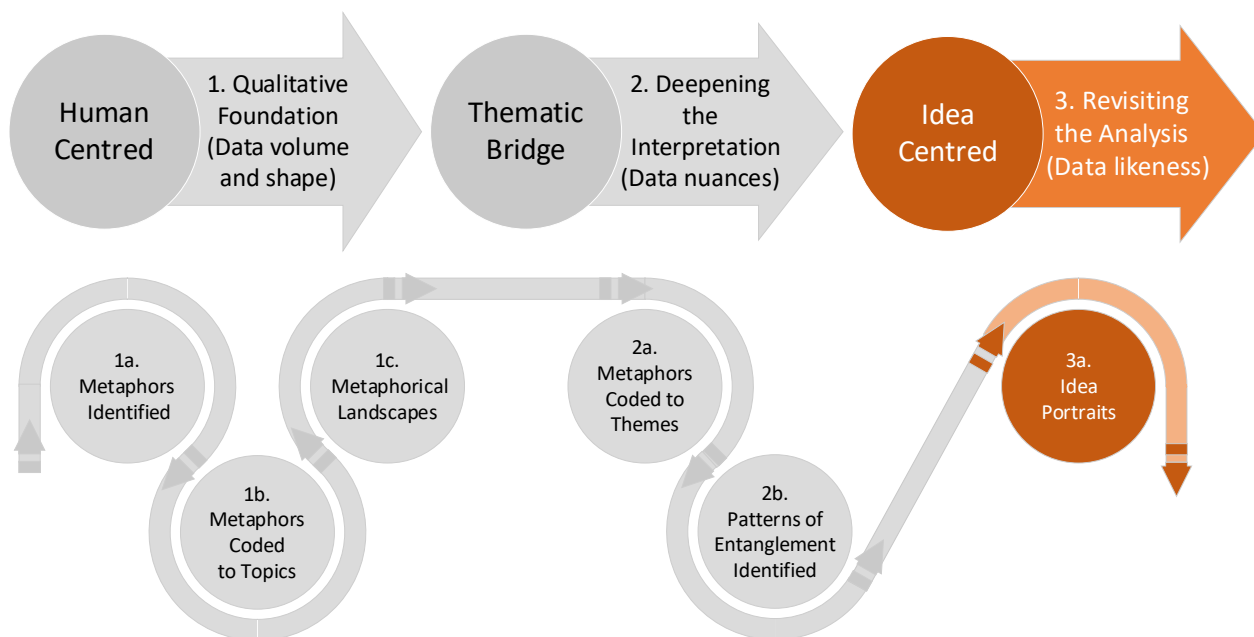 Human
Centred
1. Qualitative
Foundation
(Data volume
and shape)
Thematic
Bridge
2. Deepening
the
Interpretation
(Data nuances)
Idea
Centred
3. Revisiting
the Analysis
(Data likeness)
1a.
Metaphors
Identified
1b.
Metaphors
Coded
to Topics
1c.
Metaphorical
Landscapes
2a.
Metaphors
Coded to
Themes
2b.
Patterns of
Entanglement
Identified
3a.
Idea
Portraits